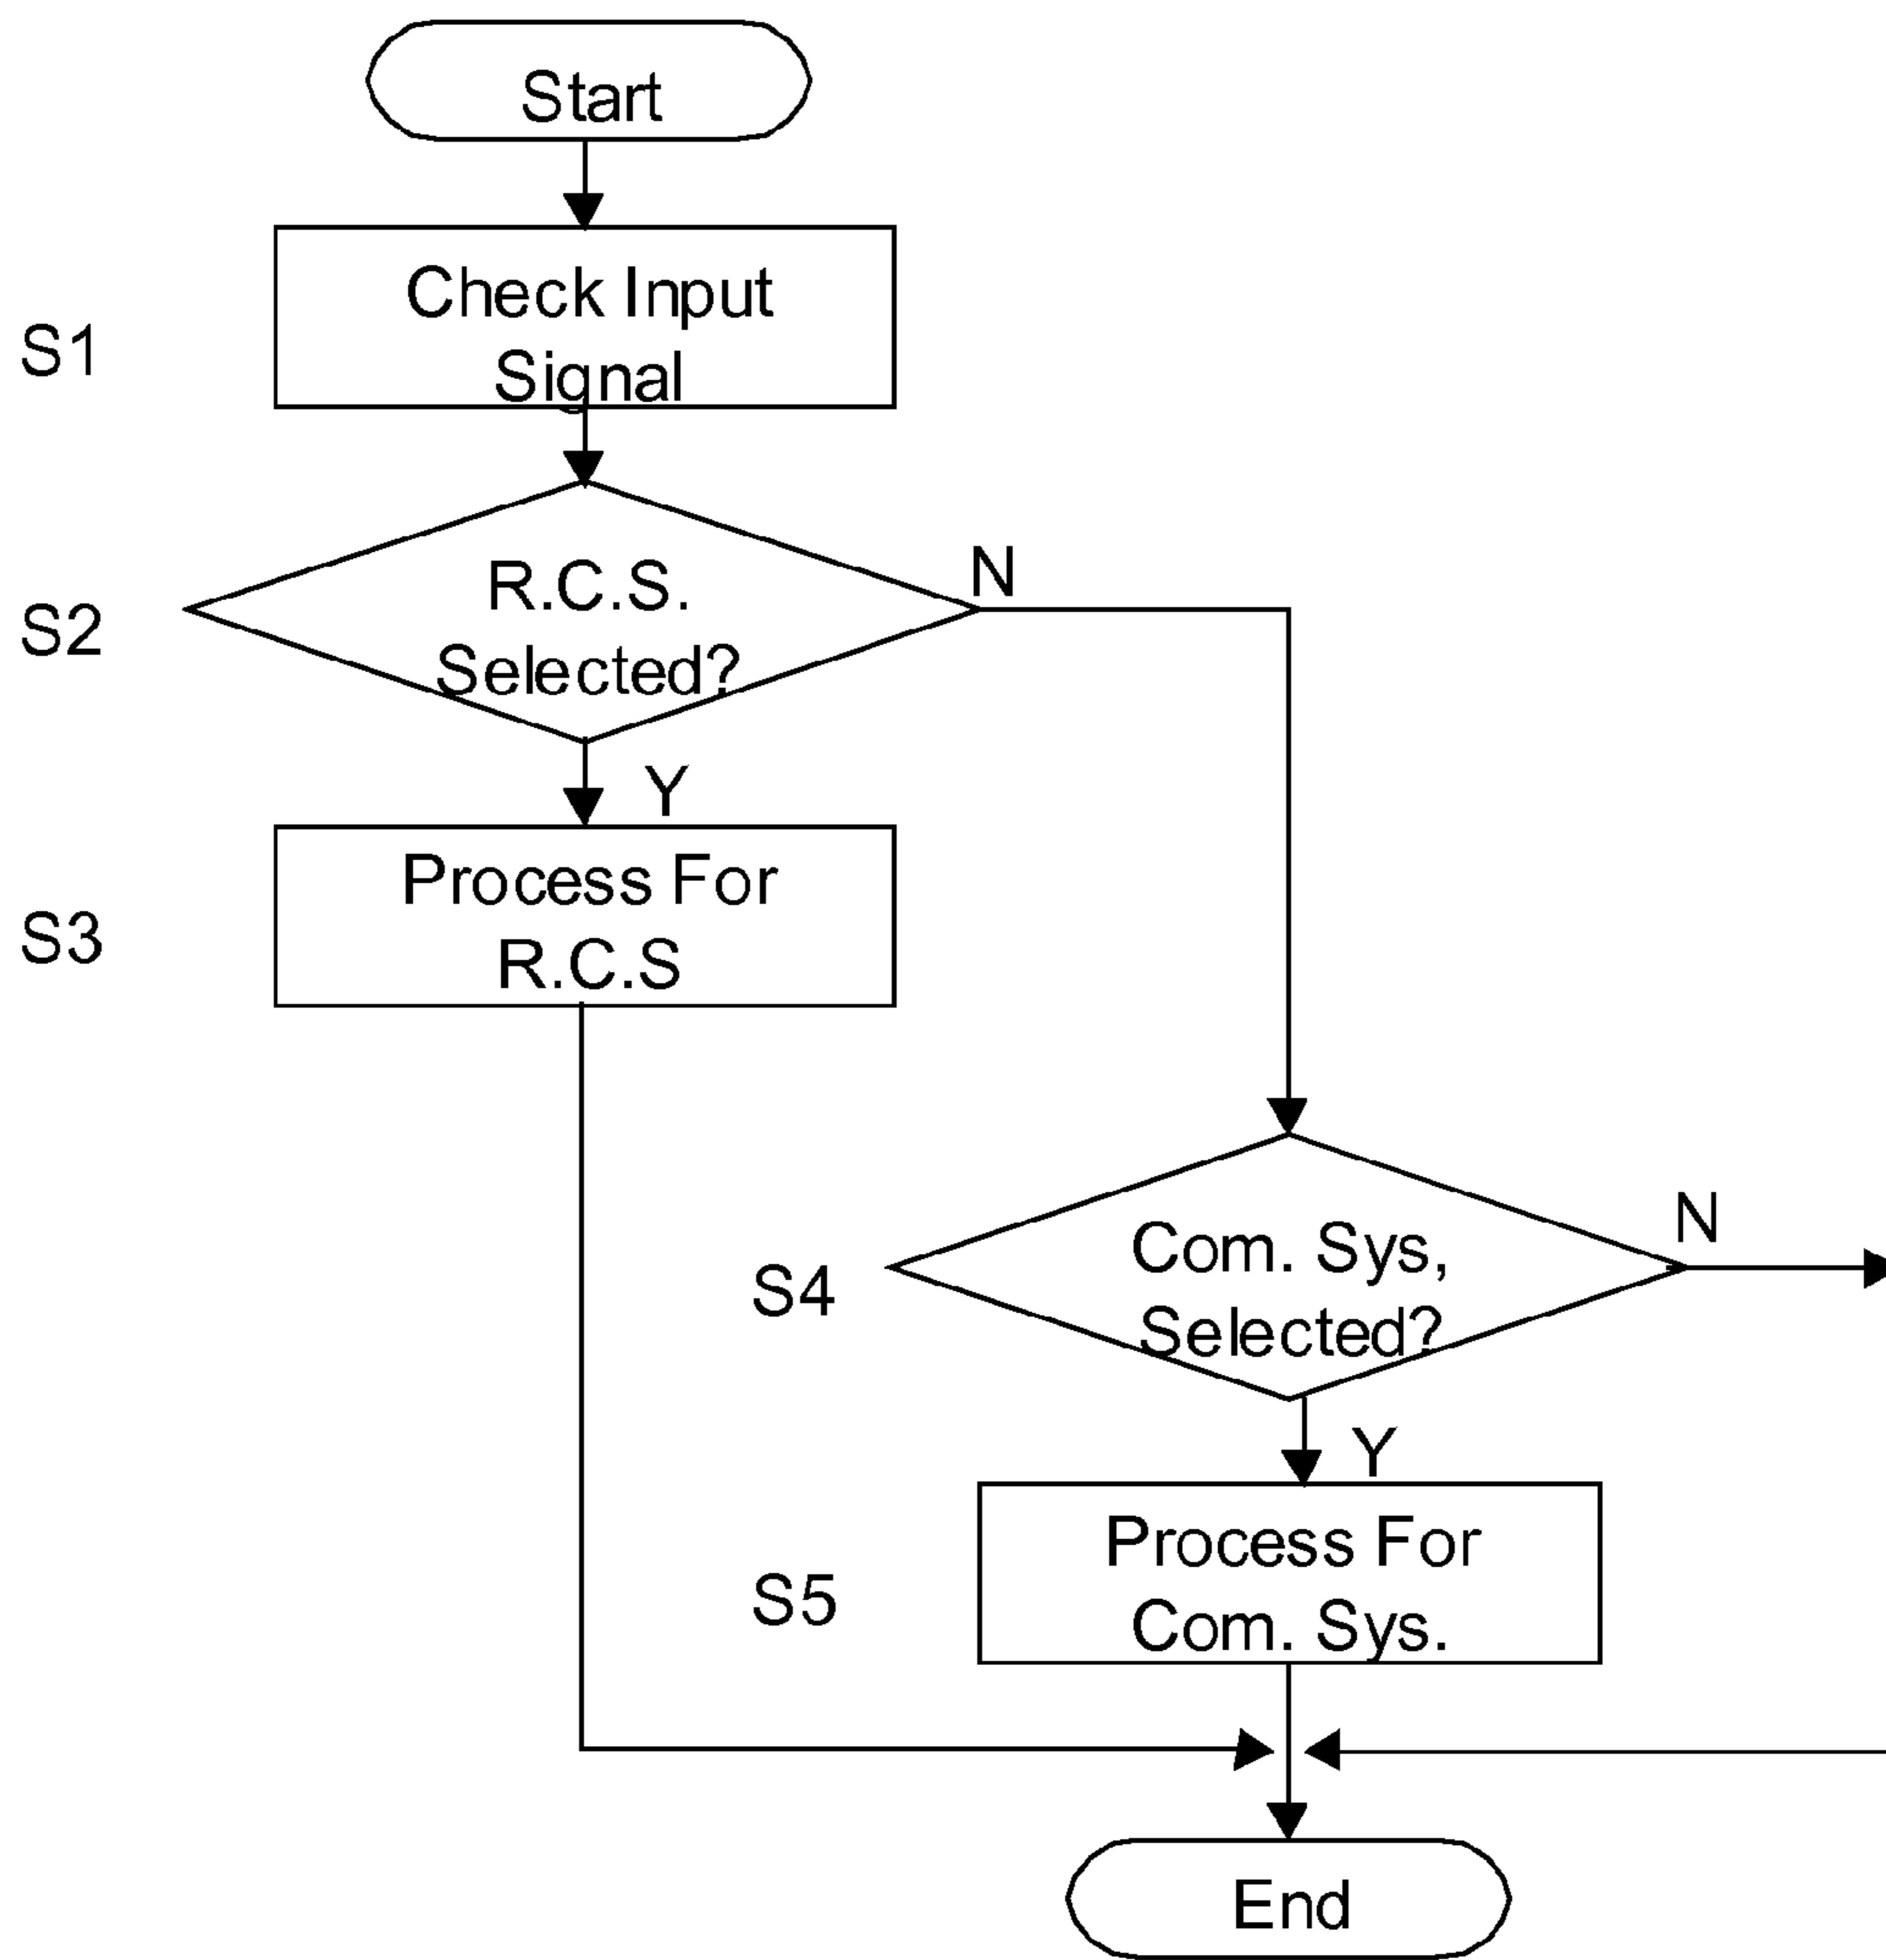 Start
S1
Check Input
Signal
S2
R.C.S.
Selected?
N
Y
S3
Process For
R.C.S
S4
Com. Sys,
Selected?
N
Y
S5
Process For
Com. Sys.
End